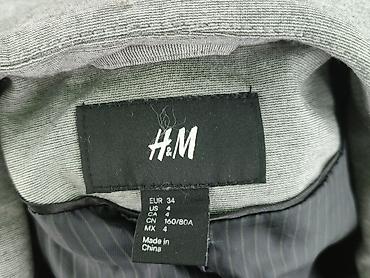 H&M
EUR 34
US 4
CA 4
CN 160/80A
MX 4
Made in
China